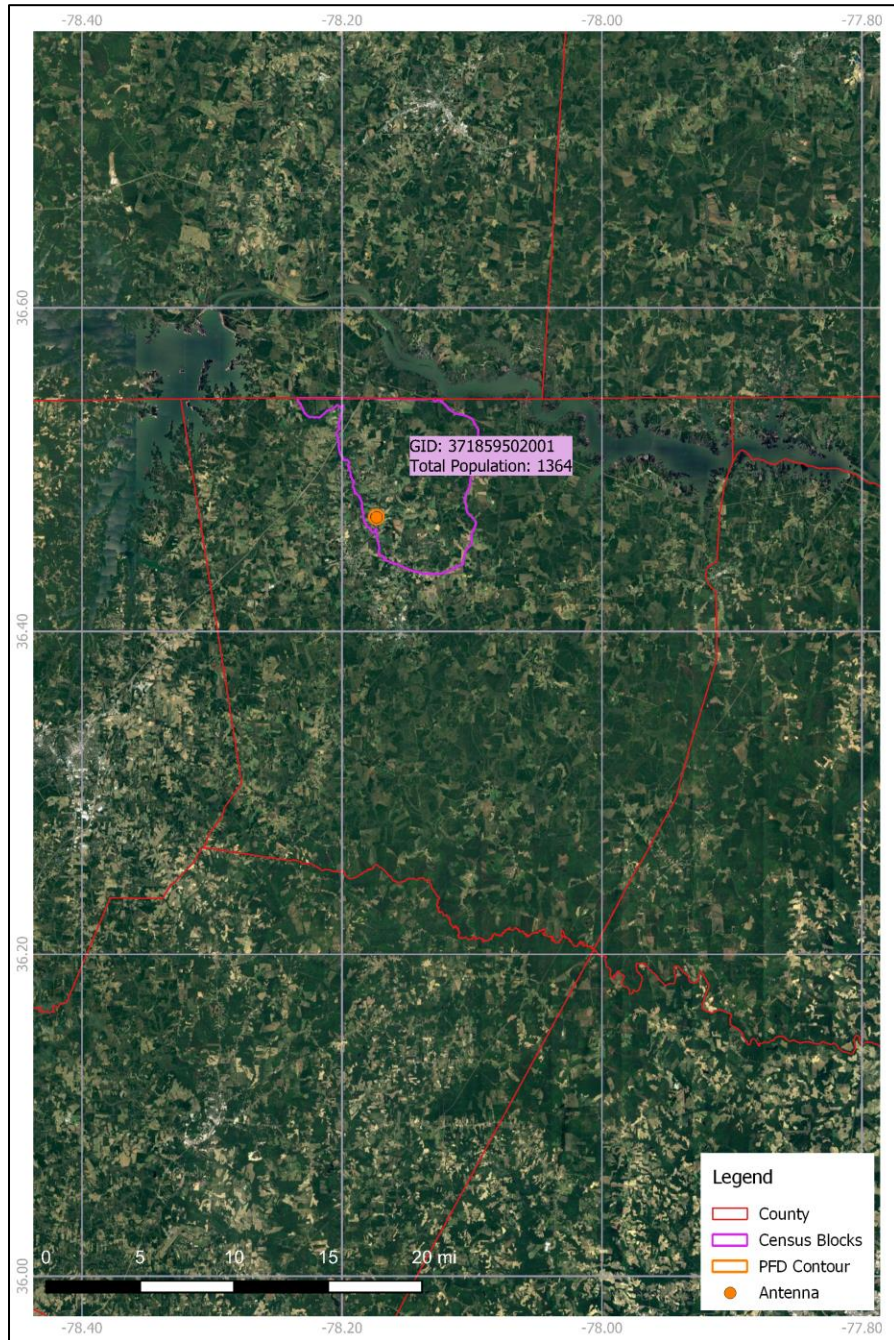 -78.40 -78.20 -78.00 -77.80
36.60
GID: 371859502001
Total Population: 1364
36.40
36.20
36.00
Legend
County
Census Blocks
PFD Contour
Antenna
0 5 10 15 20 mi
-78.40 -78.20 -78.00 -77.80